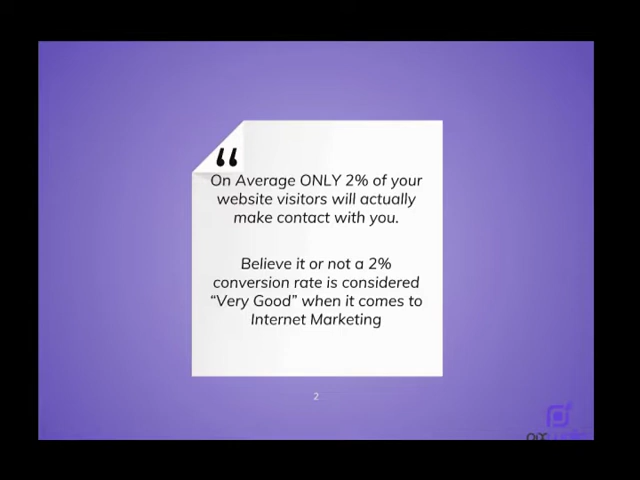 “
On Average ONLY 2% of your
website visitors will actually
make contact with you.
Believe it or not a 2%
conversion rate is considered
“Very Good” when it comes to
Internet Marketing
2